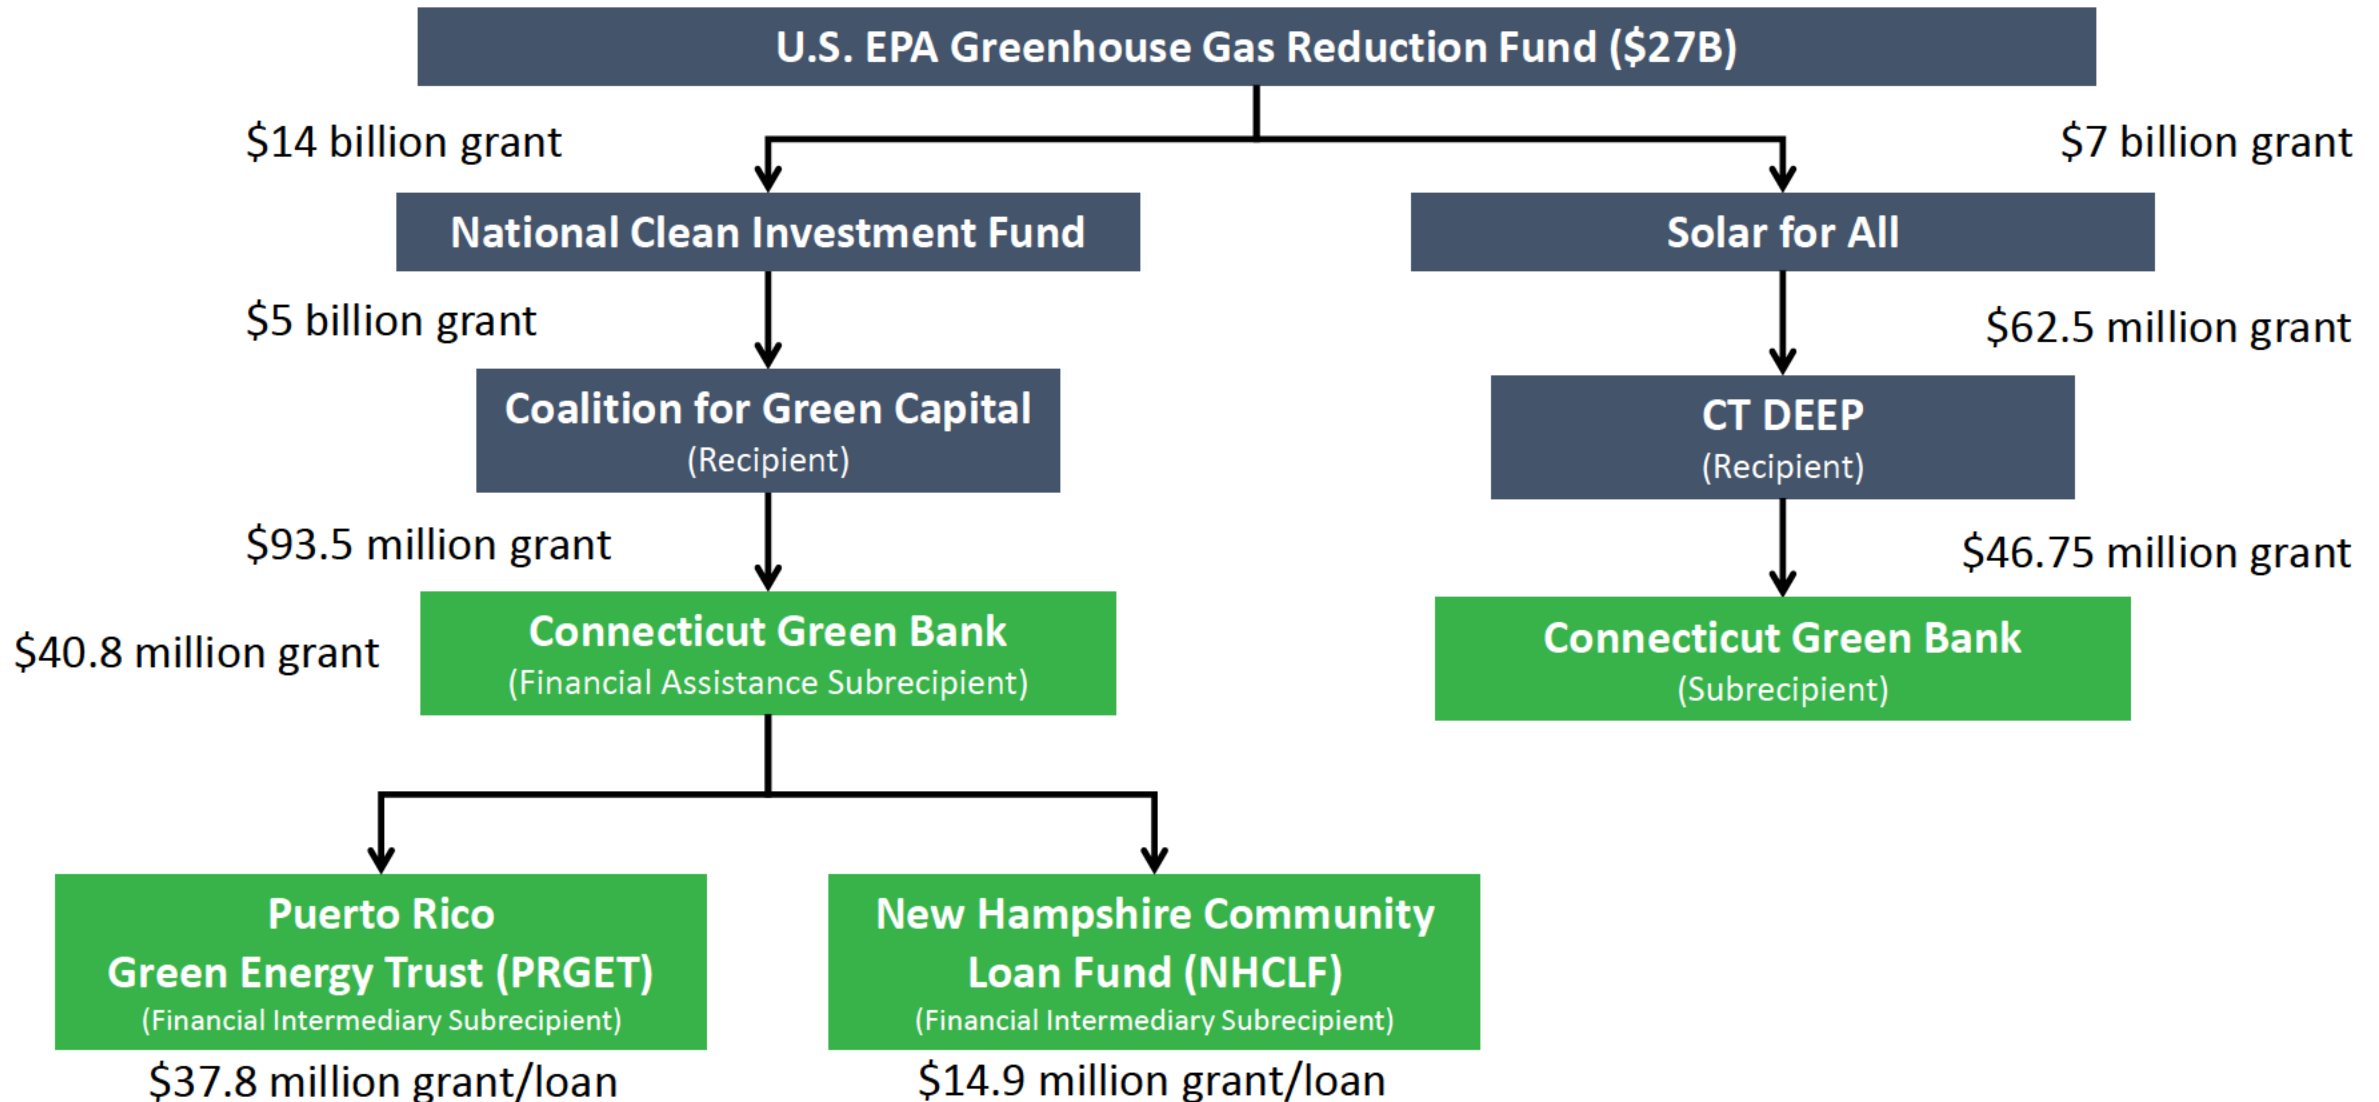 U.S. EPA Greenhouse Gas Reduction Fund ($27B)
$14 billion grant
$7 billion grant
National Clean Investment Fund
Solar for All
$5 billion grant
$62.5 million grant
Coalition for Green Capital
(Recipient)
CT DEEP
(Recipient)
$93.5 million grant
$46.75 million grant
$40.8 million grant
Connecticut Green Bank
(Financial Assistance Subrecipient)
Connecticut Green Bank
(Subrecipient)
Puerto Rico
Green Energy Trust (PRGET)
(Financial Intermediary Subrecipient)
$37.8 million grant/loan
New Hampshire Community
Loan Fund (NHCLF)
(Financial Intermediary Subrecipient)
$14.9 million grant/loan